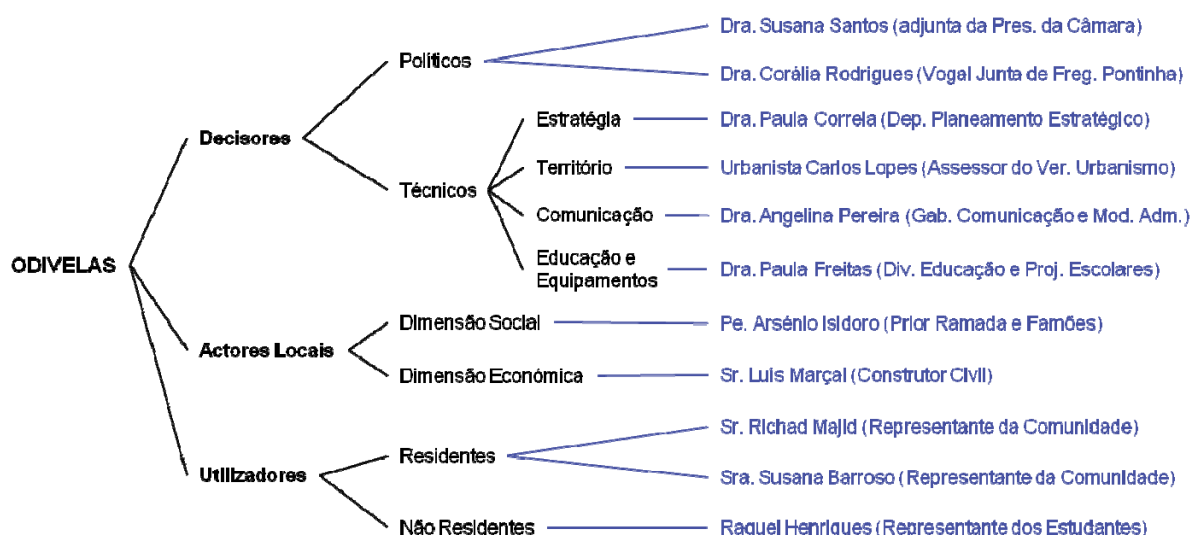 Dra. Susana Santos (adjunta da Pres. da Câmara)
Políticos
Dra. Corália Rodrigues (Vogal Junta de Freg. Pontinha)
Decisores
Estratégia
Dra. Paula Correia (Dep. Planeamento Estratégico)
Território
Urbanista Carlos Lopes (Assessor do Ver. Urbanismo)
Técnicos
Comunicação
Dra. Angelina Pereira (Gab. Comunicação e Mod. Adm.)
Educação e
Equipamentos
Dra. Paula Freitas (Div. Educação e Proj. Escolares)
ODIVELAS
Dimensão Social
Pe. Arsénio Isidoro (Prior Ramada e Famões)
Actores Locais
Dimensão Económica
Sr. Luis Marçal (Construtor Civil)
Sr. Richad Majid (Representante da Comunidade)
Residentes
Sra. Susana Barroso (Representante da Comunidade)
Utilizadores
Não Residentes
Raquel Henriques (Representante dos Estudantes)